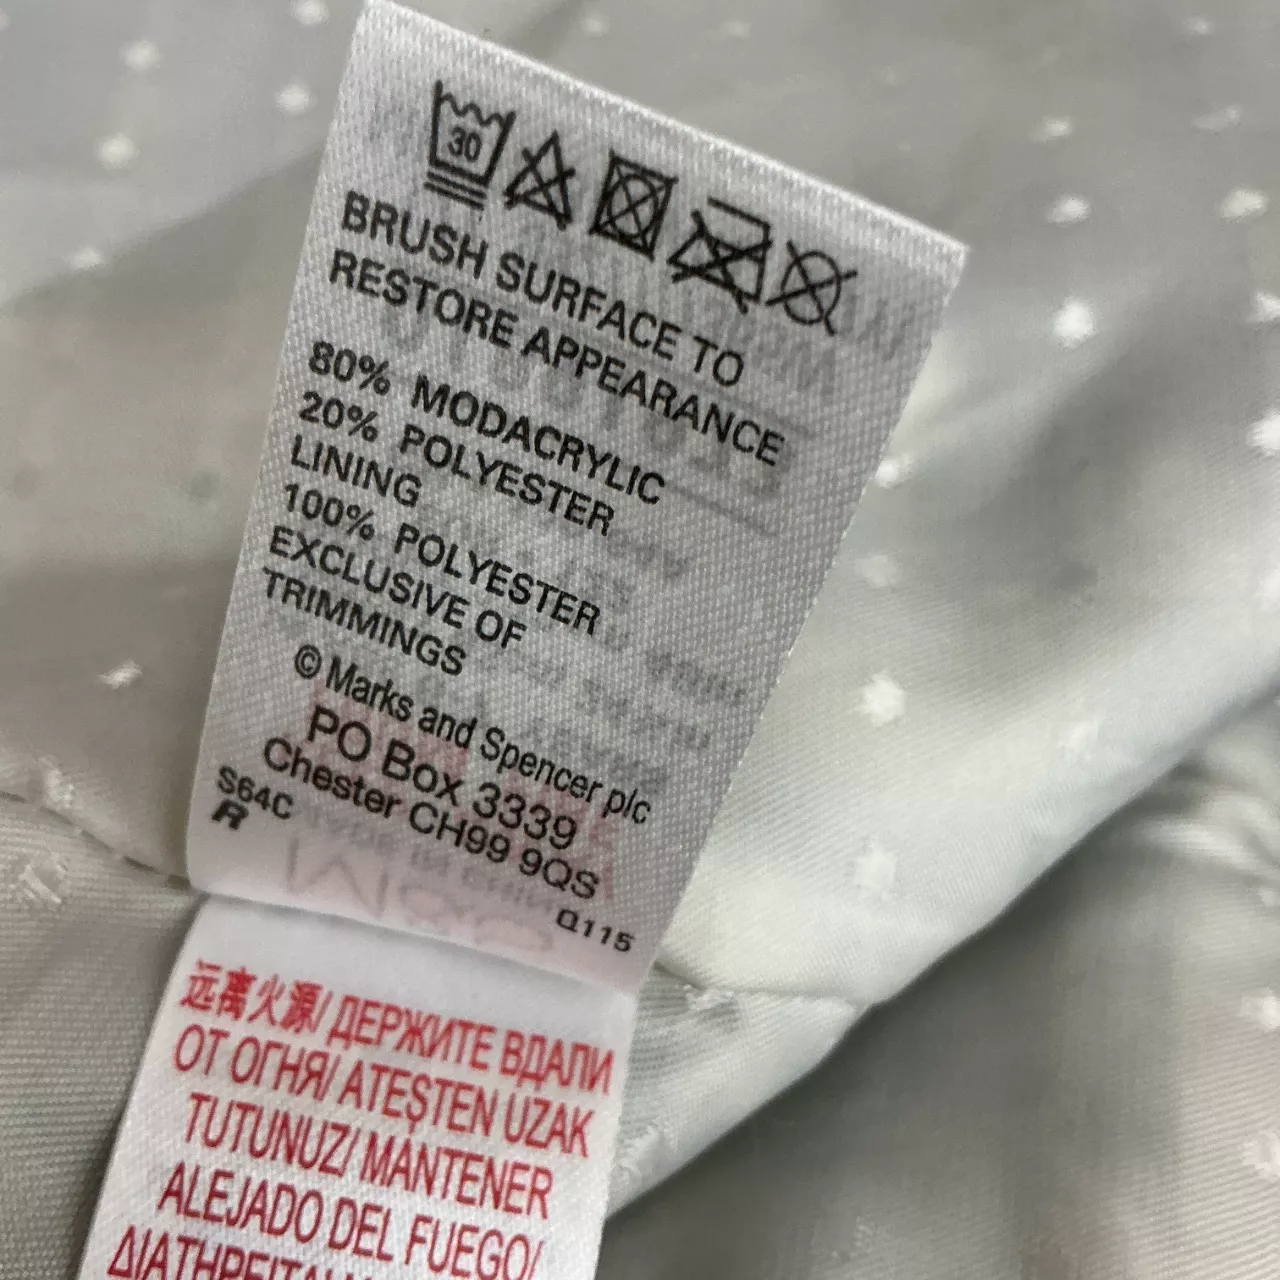 30
BRUSH SURFACE TO
RESTORE APPEARANCE
80% MODACRYLIC
20% POLYESTER
LINING
100% POLYESTER
EXCLUSIVE OF
TRIMMINGS
© Marks and Spencer plc
PO Box 3339
Chester CH99 9QS
S64C
R
Q115
远离火源/ ДЕРЖИТЕ ВДАЛИ
ОТ ОГНЯ/ ATEŞTEN UZAK
TUTUNUZ/ MANTENER
ALEJADO DEL FUEGO/